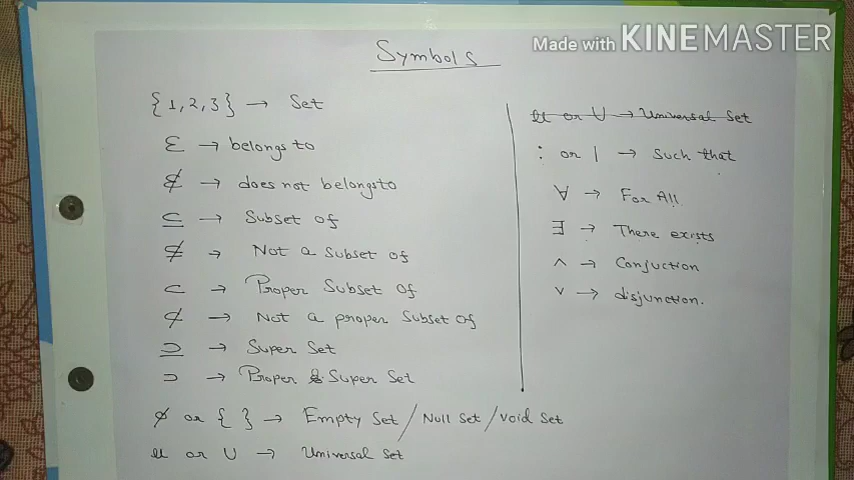 Made with KINEMASTER
Symbols
{1,2,3} → Set
ε → belongs to
∉ → does not belongs to
⊆ → Subset of
⊈ → Not a Subset of
⊂ → Proper Subset of
⊄ → Not a proper Subset of
⊇ → Super Set
⊃ → Proper Super Set
φ or { } → Empty Set / Null Set / Void Set
μ or U → Universal Set
μ or U → Universal Set
: or | → Such that
∀ → For All
∃ → There exists
∧ → Conjuction
∨ → disjunction.